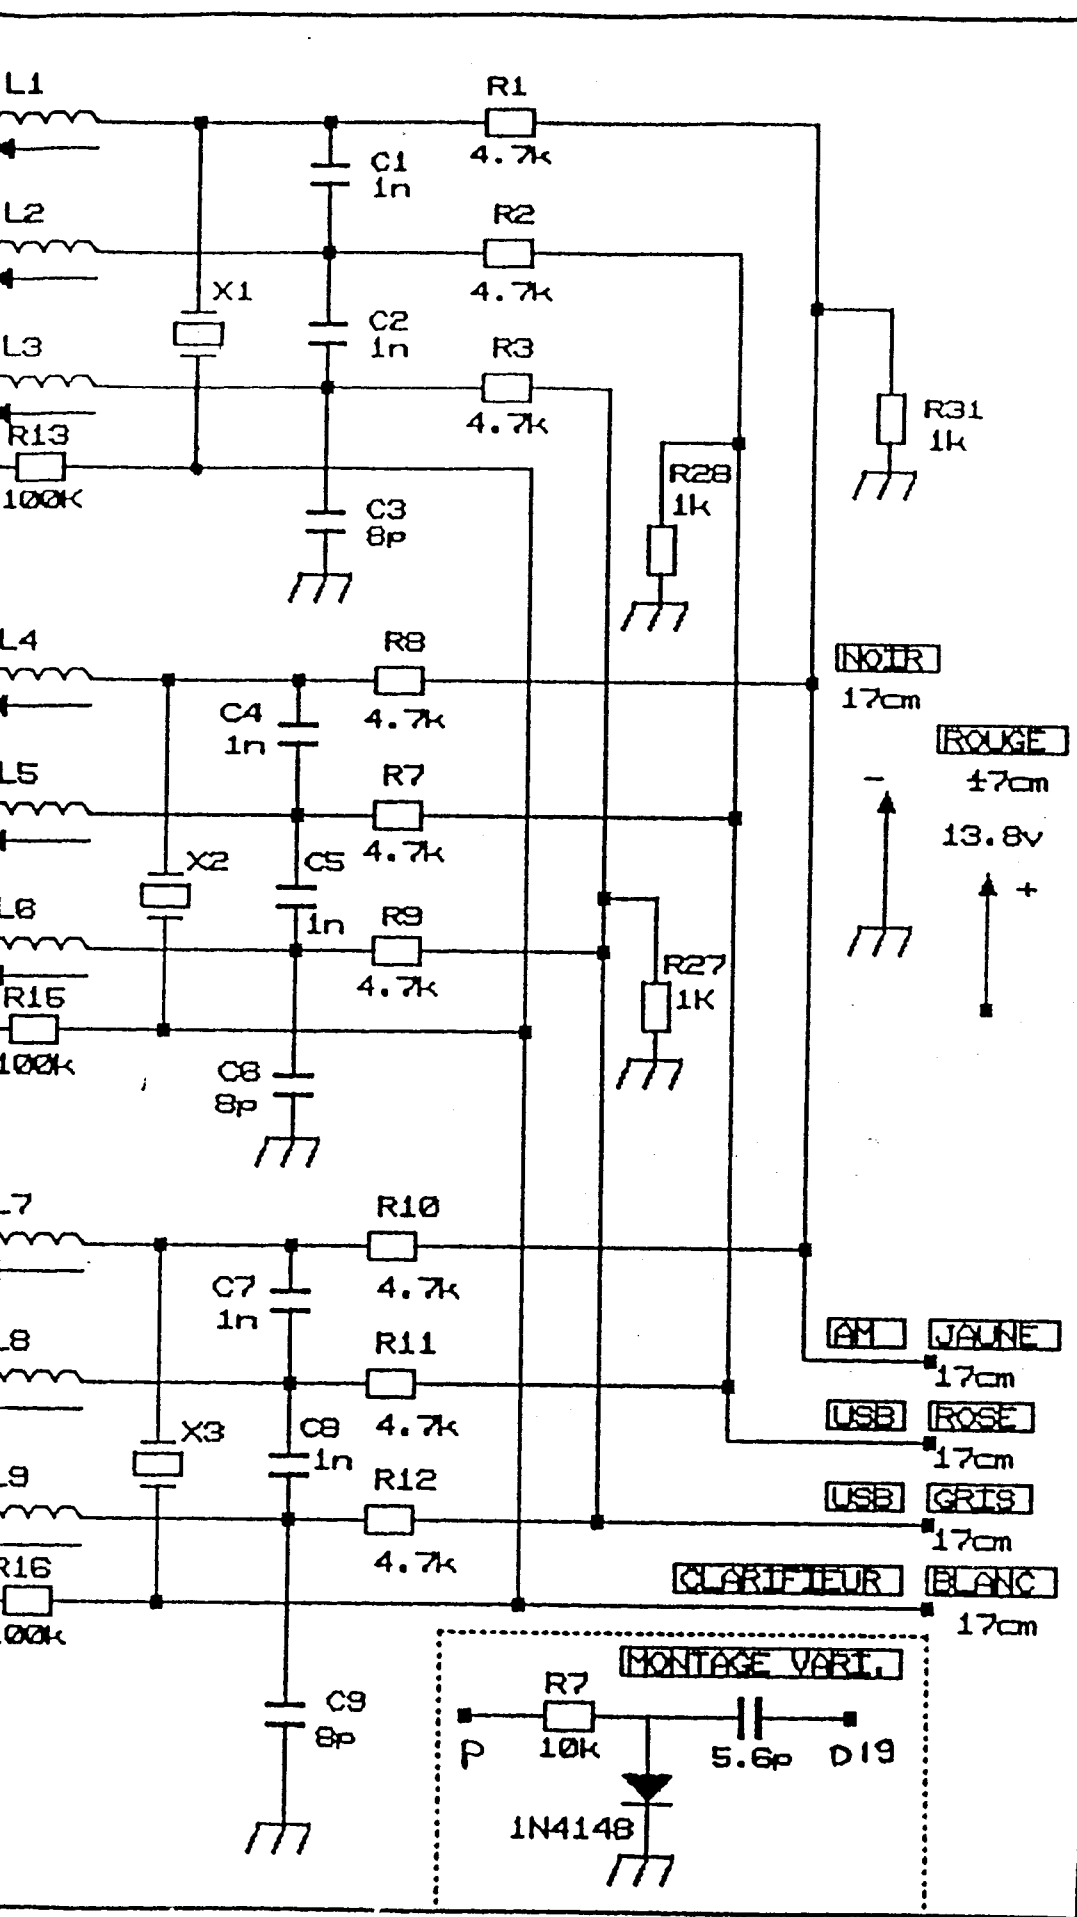 L1
R1
4.7k
C1
1n
L2
R2
4.7k
X1
C2
1n
L3
R3
4.7k
R13
100K
R31
1k
R28
1k
C3
8p
L4
R8
4.7k
NOIR
17cm
C4
1n
ROUGE
17cm
L5
R7
4.7k
-
13.8v
+
X2
C5
1n
L6
R9
4.7k
R27
1K
R15
100k
C6
8p
L7
R10
4.7k
C7
1n
L8
R11
4.7k
AM JAUNE
17cm
USB ROSE
17cm
X3
C8
1n
L9
R12
4.7k
USB GRIS
17cm
R16
00k
CLARIFIEUR BLANC
17cm
MONTAGE VARI.
C9
8p
R7
10k
P
5.6p
D19
1N4148